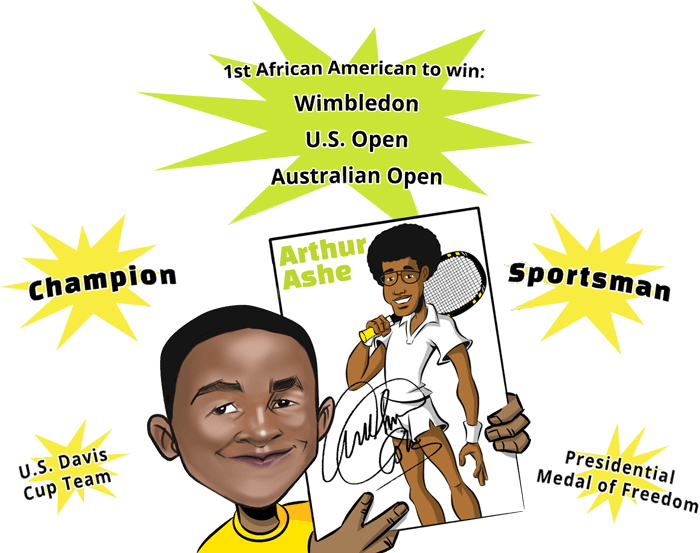 1st African American to win:
Wimbledon
U.S. Open
Australian Open
Arthur
Ashe
Champion
Sportsman
U.S. Davis
Cup Team
Presidential
Medal of Freedom